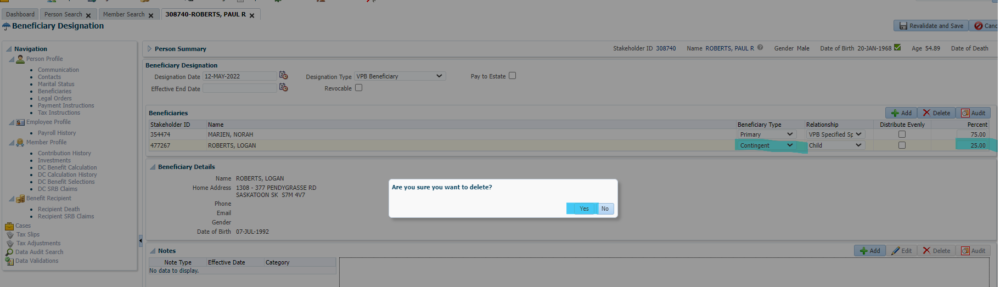 Dashboard Person Search Member Search 308740-ROBERTS, PAUL R
Beneficiary Designation
Revalidate and Save Canc
Navigation
Person Profile
Communication
Contacts
Marital Status
Beneficiaries
Legal Orders
Payment Instructions
Tax Instructions
Employee Profile
Payroll History
Member Profile
Contribution History
Investments
DC Benefit Calculation
DC Calculation History
DC Benefit Selections
DC SRB Claims
Benefit Recipient
Recipient Death
Recipient SRB Claims
Cases
Tax Slips
Tax Adjustments
Data Audit Search
Data Validations
Person Summary Stakeholder ID 308740 Name ROBERTS, PAUL R Gender Male Date of Birth 20-JAN-1968 Age 54.89 Date of Death
Beneficiary Designation
Designation Date 12-MAY-2022 Designation Type VPB Beneficiary Pay to Estate
Effective End Date Revocable
Beneficiaries Add Delete Audit
Stakeholder ID Name Beneficiary Type Relationship Distribute Evenly Percent
354474 MARIEN, NORAH Primary VPB Specified Sp 75.00
477267 ROBERTS, LOGAN Contingent Child 25.00
Beneficiary Details
Name ROBERTS, LOGAN
Home Address 1308 - 377 PENDYGRASSE RD
SASKATOON SK S7M 4V7
Phone
Email
Gender
Date of Birth 07-JUL-1992
Are you sure you want to delete?
Yes No
Notes Add Edit Delete Audit
Note Type Effective Date Category
No data to display.